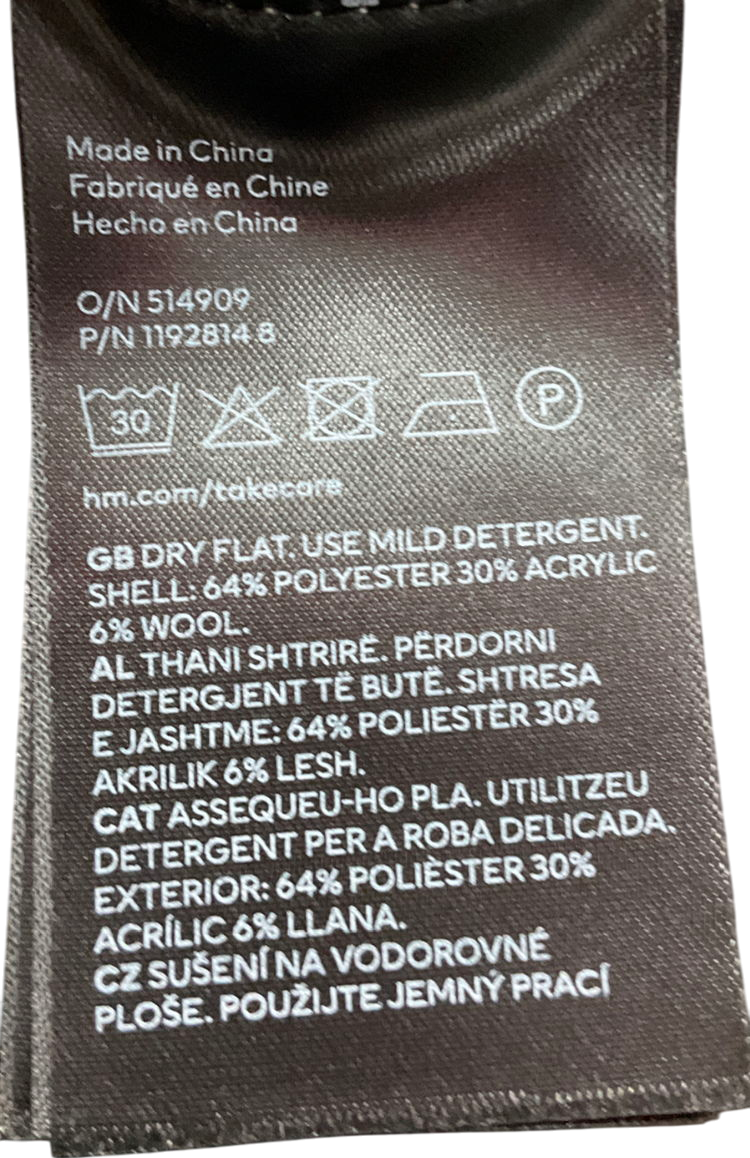 Made in China
Fabriqué en Chine
Hecho en China
O/N 514909
P/N 1192814 8
30 P
hm.com/takecare
GB DRY FLAT. USE MILD DETERGENT.
SHELL: 64% POLYESTER 30% ACRYLIC
6% WOOL.
AL THANI SHTRIRË. PËRDORNI
DETERGJENT TË BUTË. SHTRESA
E JASHTME: 64% POLIESTËR 30%
AKRILIK 6% LESH.
CAT ASSEQUEU-HO PLA. UTILITZEU
DETERGENT PER A ROBA DELICADA.
EXTERIOR: 64% POLIÈSTER 30%
ACRÍLIC 6% LLANA.
CZ SUŠENÍ NA VODOROVNÉ
PLOŠE. POUŽIJTE JEMNÝ PRACÍ